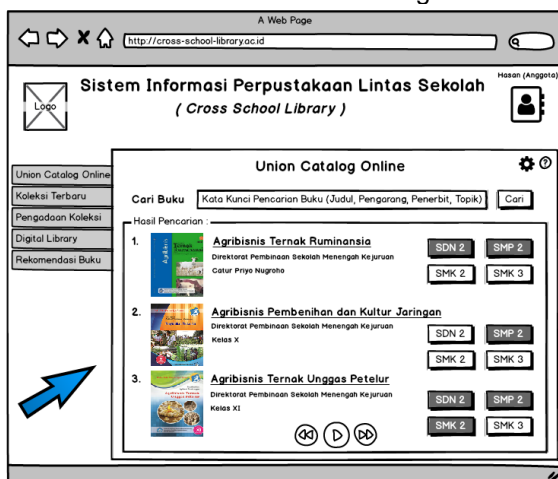 A Web Page
http://cross-school-library.ac.id
Sistem Informasi Perpustakaan Lintas Sekolah
( Cross School Library )
Hasan (Anggota)
Logo
Union Catalog Online
Koleksi Terbaru
Pengadaan Koleksi
Digital Library
Rekomendasi Buku
Union Catalog Online
Cari Buku Kata Kunci Pencarian Buku (Judul, Pengarang, Penerbit, Topik) Cari
Hasil Pencarian :
1. Agribisnis Ternak Ruminansia
Direktorat Pembinaan Sekolah Menengah Kejuruan
Catur Priyo Nugroho
SDN 2 SMP 2
SMK 2 SMK 3
2. Agribisnis Pembenihan dan Kultur Jaringan
Direktorat Pembinaan Sekolah Menengah Kejuruan
Kelas X
SDN 2 SMP 2
SMK 2 SMK 3
3. Agribisnis Ternak Unggas Petelur
Direktorat Pembinaan Sekolah Menengah Kejuruan
Kelas XI
SDN 2 SMP 2
SMK 2 SMK 3